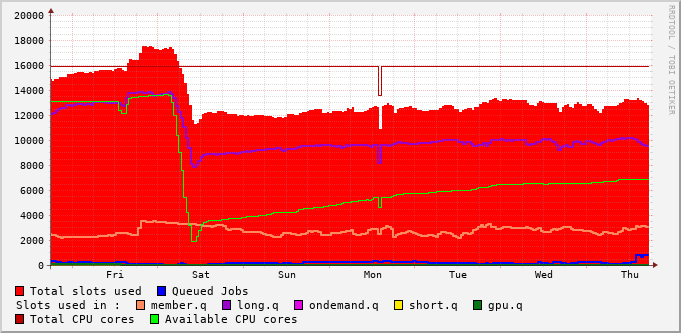 RRDTOOL / TOBI OETIKER
20000
18000
16000
14000
12000
10000
8000
6000
4000
2000
0
Fri Sat Sun Mon Tue Wed Thu
Total slots used Queued Jobs
Slots used in : member.q long.q ondemand.q short.q gpu.q
Total CPU cores Available CPU cores